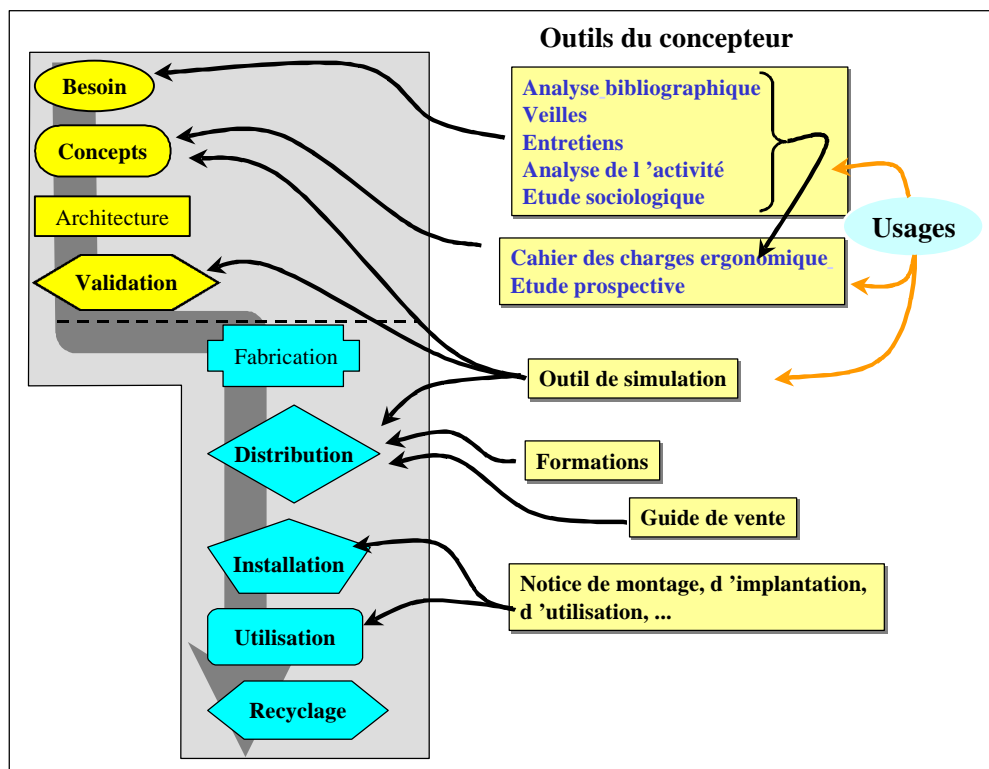 Outils du concepteur
Besoin
Concepts
Architecture
Validation
Fabrication
Distribution
Installation
Utilisation
Recyclage
Analyse bibliographique
Veilles
Entretiens
Analyse de l ’activité
Etude sociologique
Usages
Cahier des charges ergonomique
Etude prospective
Outil de simulation
Formations
Guide de vente
Notice de montage, d ’implantation,
d ’utilisation, ...